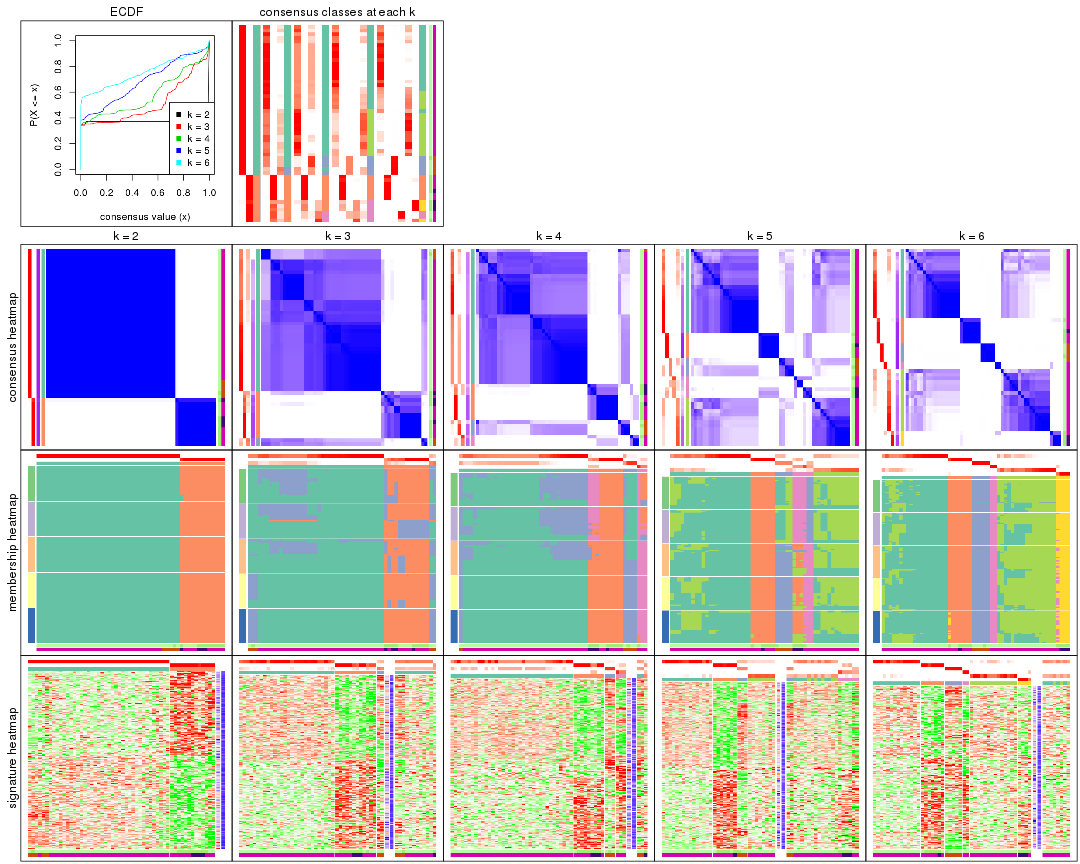 ECDF
consensus classes at each k
P(X <= x)
0.0 0.2 0.4 0.6 0.8 1.0
k = 2
k = 3
k = 4
k = 5
k = 6
0.0 0.2 0.4 0.6 0.8 1.0
consensus value (x)
k = 2
k = 3
k = 4
k = 5
k = 6
consensus heatmap
membership heatmap
signature heatmap